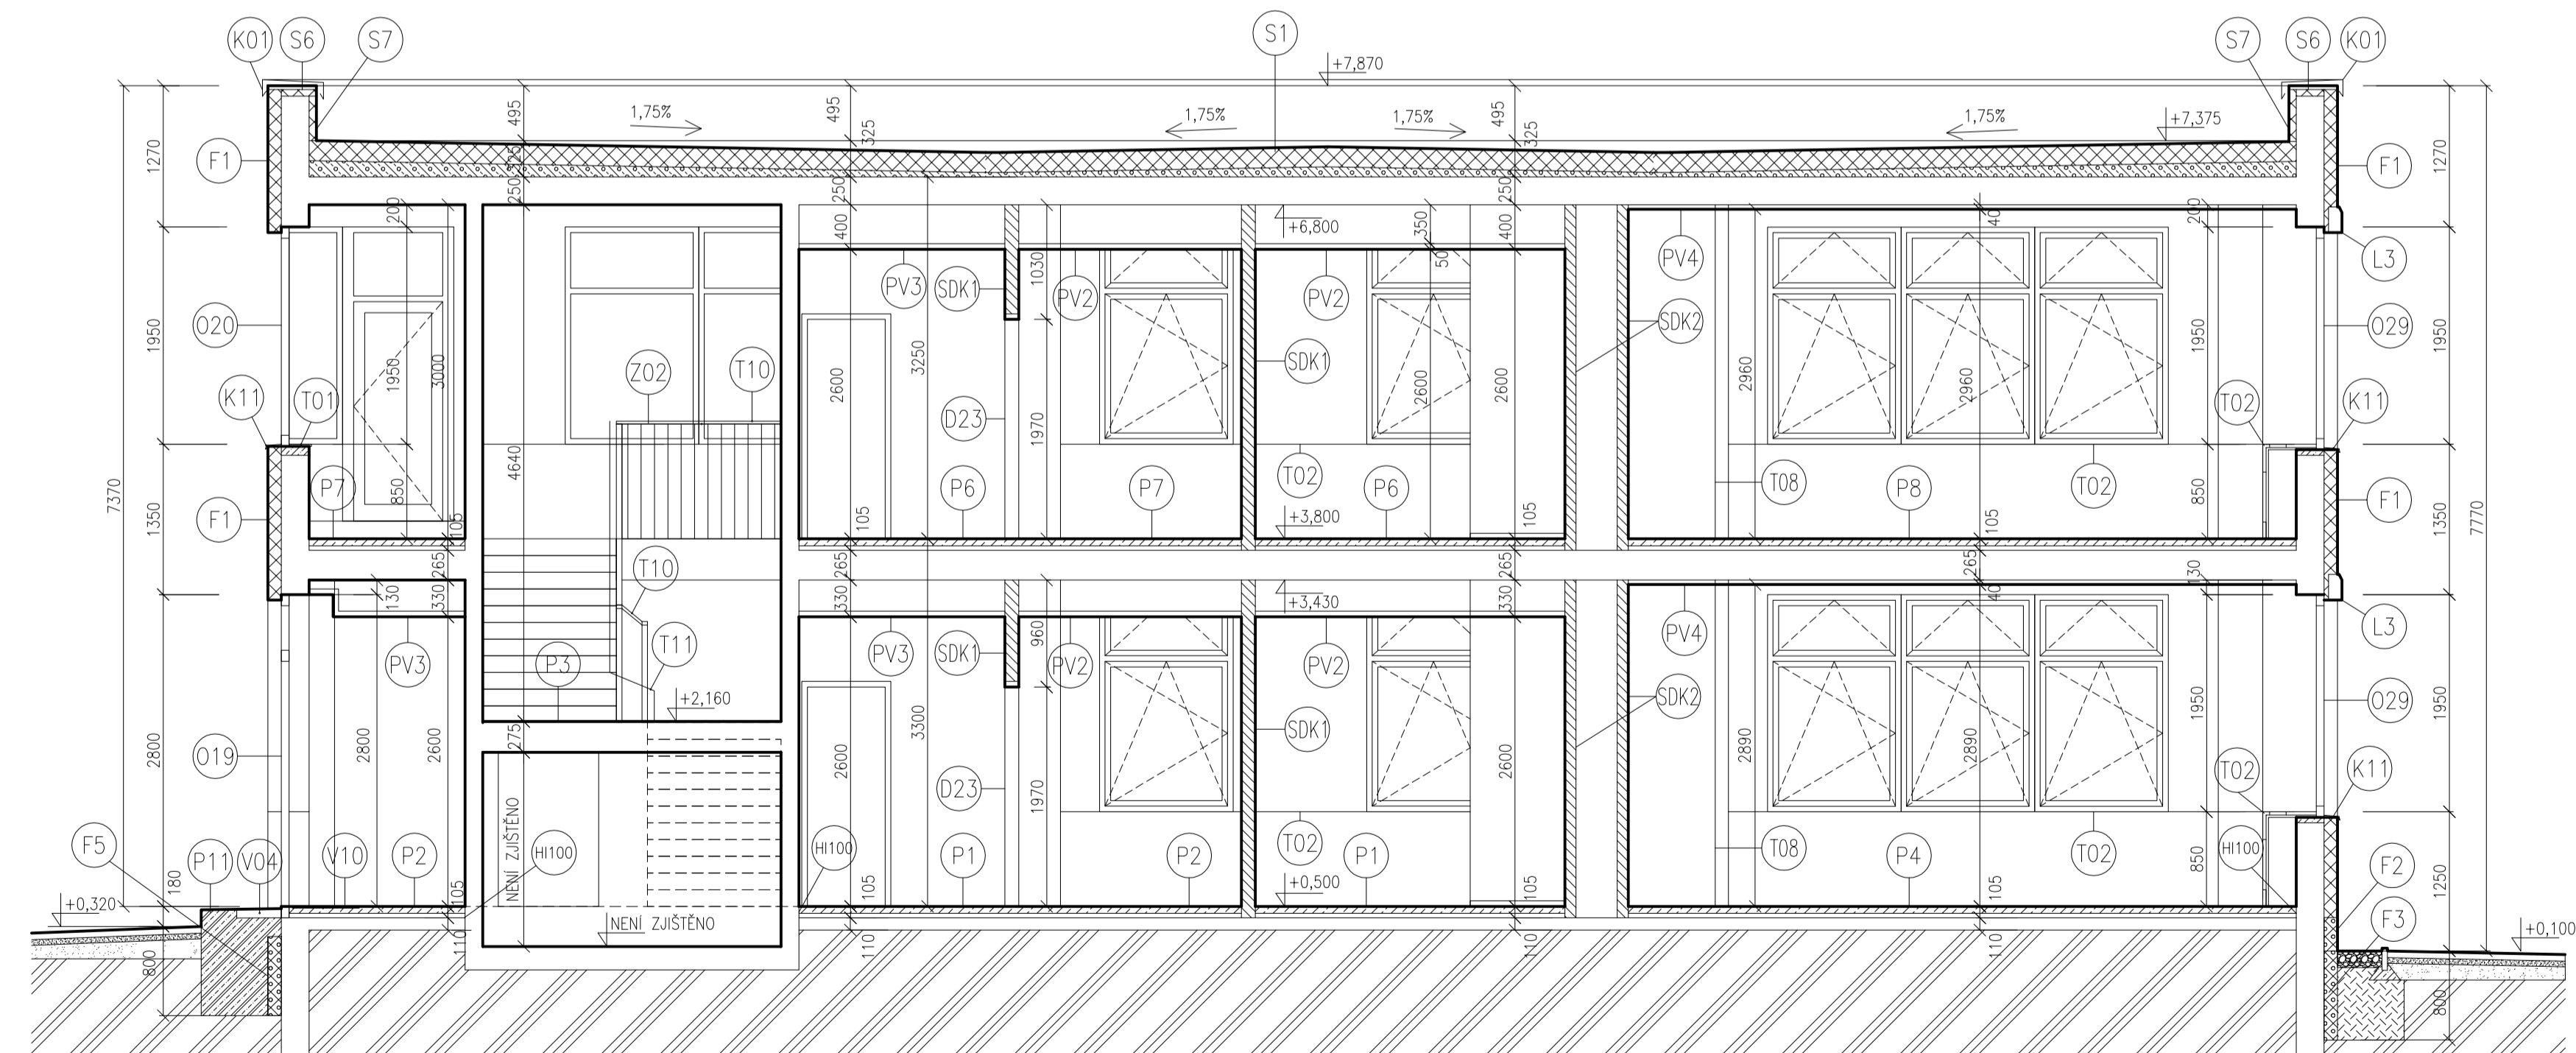 K01
S6
S7
S1
S7
S6
K01
+7,870
1,75%
1,75%
1,75%
1,75%
+7,375
495
495
325
495
325
325
1270
F1
250
250
250
F1
1270
200
400
+6,800
350
400
40
200
50
1030
PV3
SDK1
PV2
PV2
PV4
L3
O20
1950
1950
3000
Z02
T10
2600
3250
SDK1
2600
2600
SDK2
2960
2960
1950
O29
1950
K11
T01
D23
1970
T02
K11
4640
7370
P7
850
P6
P7
T02
P6
T08
P8
T02
850
F1
1350
F1
1350
7770
105
105
+3,800
105
105
265
265
265
265
T10
130
330
330
+3,430
330
40
130
960
PV3
P3
T11
PV3
SDK1
PV2
PV2
PV4
L3
+2,160
SDK2
2800
O19
2800
2600
275
2600
3300
D23
1970
SDK1
2600
2890
2890
1950
O29
1950
T02
K11
NENÍ ZJIŠTĚNO
F5
P11
V04
V10
P2
HI100
HI100
P1
P2
T02
P1
T08
P4
T02
850
HI100
F2
1250
180
+0,320
105
105
+0,500
105
105
F3
+0,100
NENÍ ZJIŠTĚNO
800
110
110
110
110
800